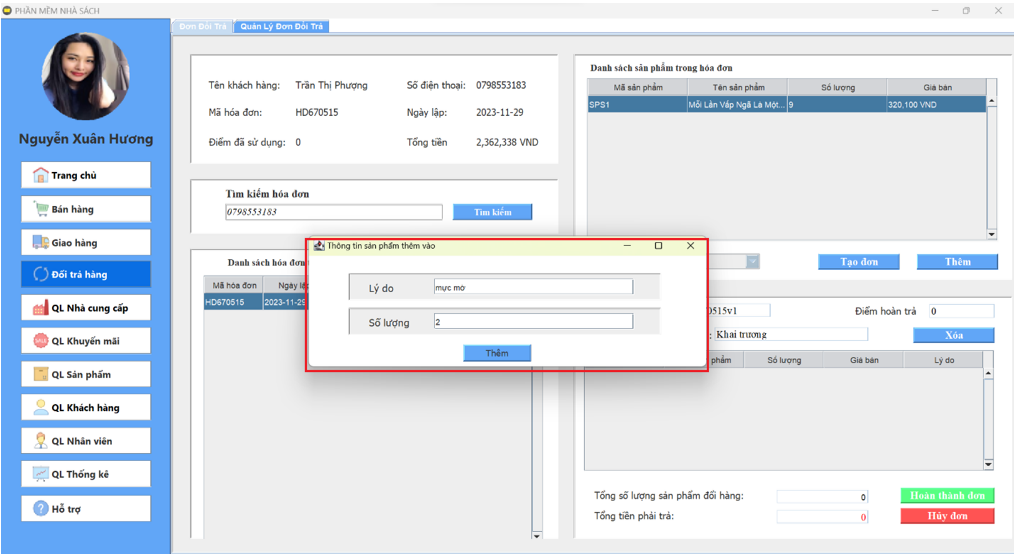 PHẦN MỀM NHÀ SÁCH
Đơn Đổi Trả
Quản Lý Đơn Đổi Trả
Nguyễn Xuân Hương
Trang chủ
Bán hàng
Giao hàng
Đổi trả hàng
QL Nhà cung cấp
QL Khuyến mãi
QL Sản phẩm
QL Khách hàng
QL Nhân viên
QL Thống kê
Hỗ trợ
Tên khách hàng: Trần Thị Phượng Số điện thoại: 0798553183
Mã hóa đơn: HD670515 Ngày lập: 2023-11-29
Điểm đã sử dụng: 0 Tổng tiền 2,362,338 VND
Tìm kiếm hóa đơn
0798553183 Tìm kiếm
Danh sách hóa đơn
Mã hóa đơn Ngày lập
HD670515 2023-11-29
Danh sách sản phẩm trong hóa đơn
Mã sản phẩm Tên sản phẩm Số lượng Giá bán
SPS1 Mỗi Lần Vấp Ngã La Một... 9 320,100 VND
Tạo đơn Thêm
Thông tin sản phẩm thêm vào
Lý do mực mờ
Số lượng 2
Thêm
0515v1 Điểm hoàn trả 0
: Khai trương Xóa
phẩm Số lượng Giá bán Lý do
Tổng số lượng sản phẩm đổi hàng: 0 Hoàn thành đơn
Tổng tiền phải trả: 0 Hủy đơn